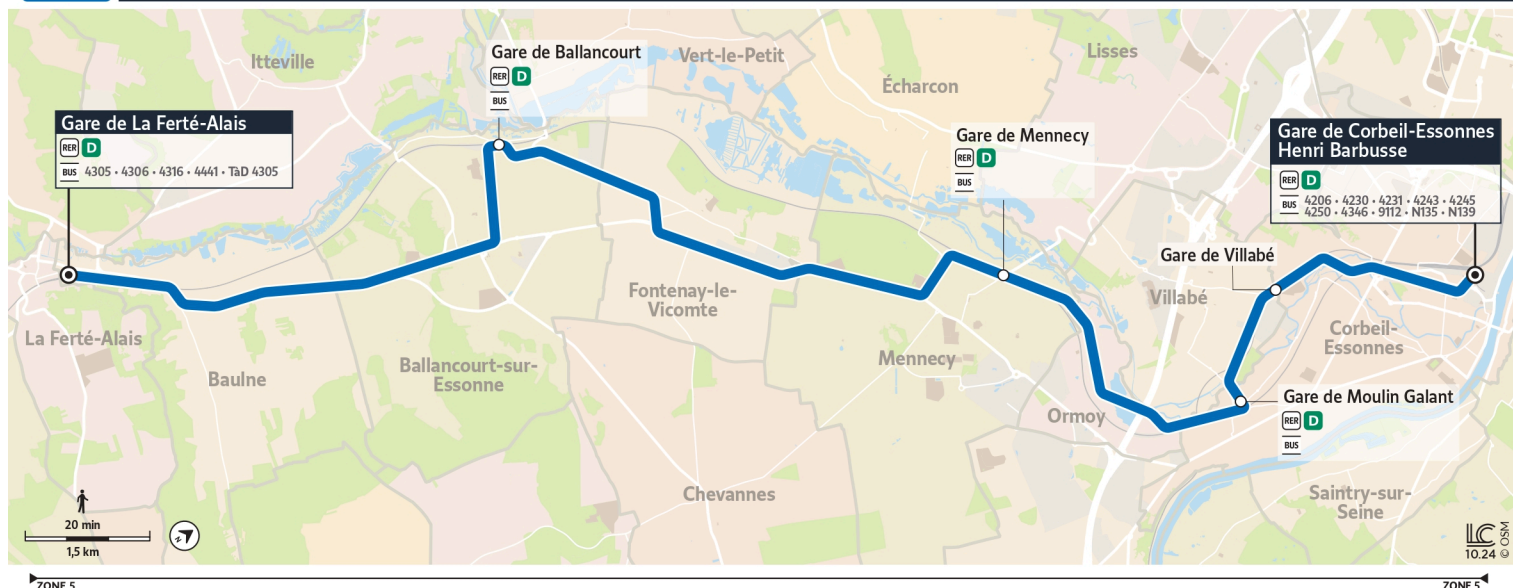 Itteville
Gare de Ballancourt
RER D
BUS
Vert-le-Petit
Lisses
Écharcon
Gare de La Ferté-Alais
RER D
BUS 4305 • 4306 • 4316 • 4441 • TàD 4305
Gare de Mennecy
RER D
BUS
Gare de Corbeil-Essonnes
Henri Barbusse
RER D
BUS 4206 • 4230 • 4231 • 4243 • 4245
4250 • 4346 • 9112 • N135 • N139
Gare de Villabé
Villabé
Fontenay-le-
Vicomte
La Ferté-Alais
Baulne
Ballancourt-sur-
Essonne
Mennecy
Corbeil-
Essonnes
Ormoy
Gare de Moulin Galant
RER D
BUS
Chevannes
Saintry-sur-
Seine
20 min
1,5 km
N
LC
10.24 © OSM
ZONE 5
ZONE 5